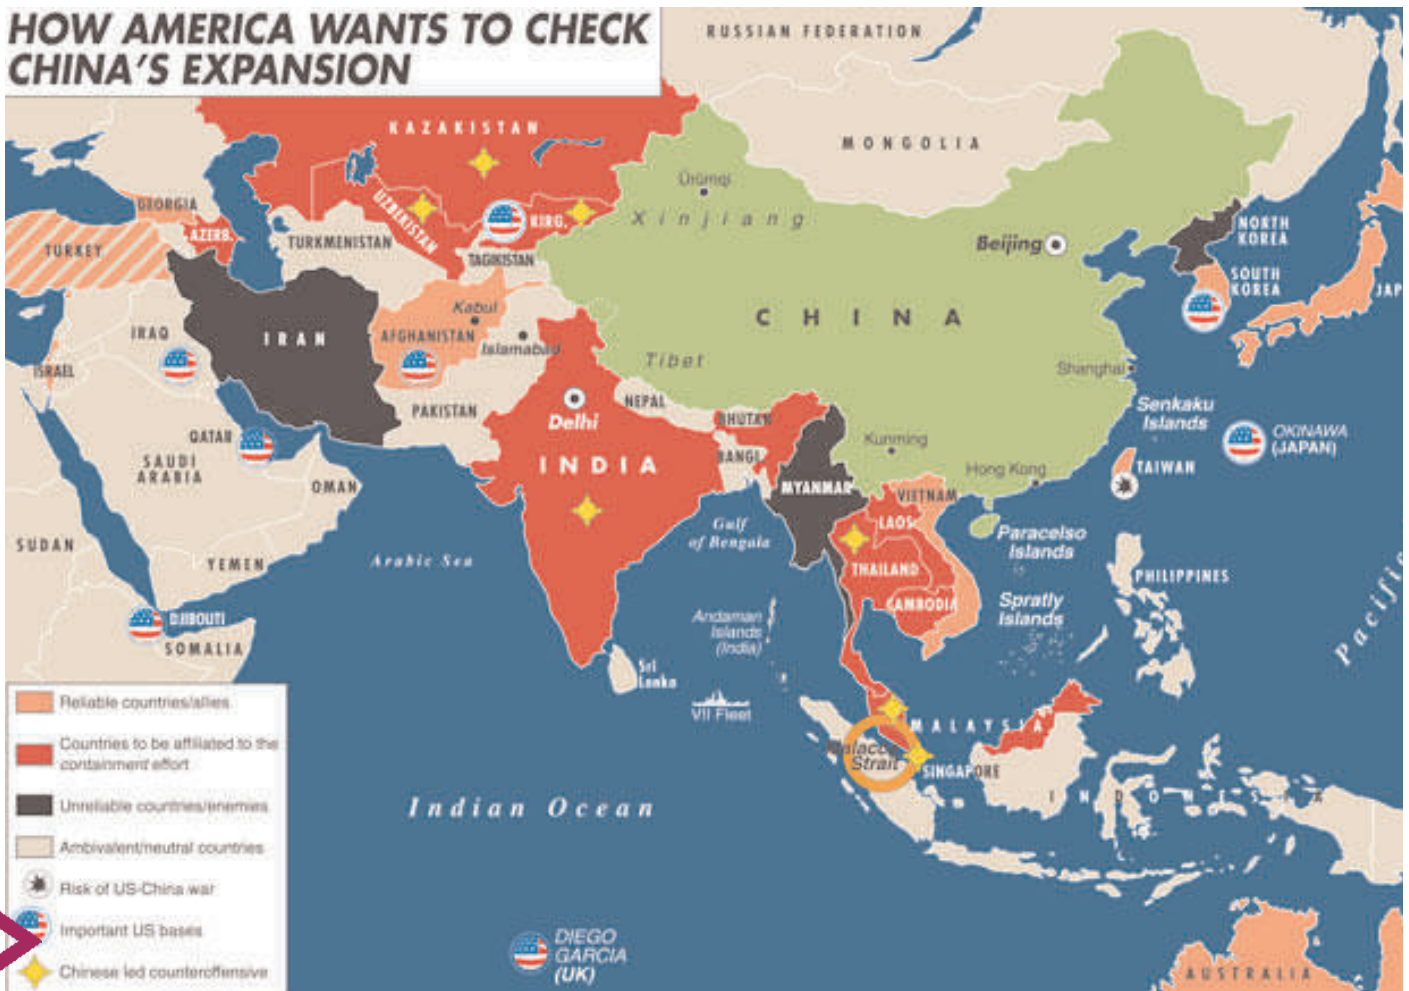 HOW AMERICA WANTS TO CHECK
CHINA'S EXPANSION
RUSSIAN FEDERATION
KAZAKISTAN
MONGOLIA
Ürümqi
Xinjiang
GEORGIA
UZBEKISTAN
KIRG.
AZERB.
TURKMENISTAN
TURKEY
TAGIKISTAN
Beijing
NORTH
KOREA
SOUTH
KOREA
JAP
Kabul
CHINA
IRAQ
IRAN
AFGHANISTAN
Islamabad
Tibet
ISRAEL
Shanghai
PAKISTAN
NEPAL
Delhi
BHUTAN
Senkaku
Islands
OKINAWA
(JAPAN)
QATAR
Kunming
SAUDI
ARABIA
INDIA
BANGL.
Hong Kong
TAIWAN
OMAN
MYANMAR
VIETNAM
LAOS
Gulf
of Bengala
Paracelso
Islands
SUDAN
YEMEN
Arabic Sea
THAILAND
PHILIPPINES
CAMBODIA
Spratly
Islands
DJIBOUTI
Andaman
Islands
(India)
Pacific
SOMALIA
Sri
Lanka
VII Fleet
MALAYSIA
Malacca
Strait
SINGAPORE
INDONESIA
Indian Ocean
Reliable countries/allies
Countries to be affiliated to the
containment effort
Unreliable countries/enemies
Ambivalent/neutral countries
Risk of US-China war
Important US bases
Chinese led counteroffensive
DIEGO
GARCIA
(UK)
AUSTRALIA